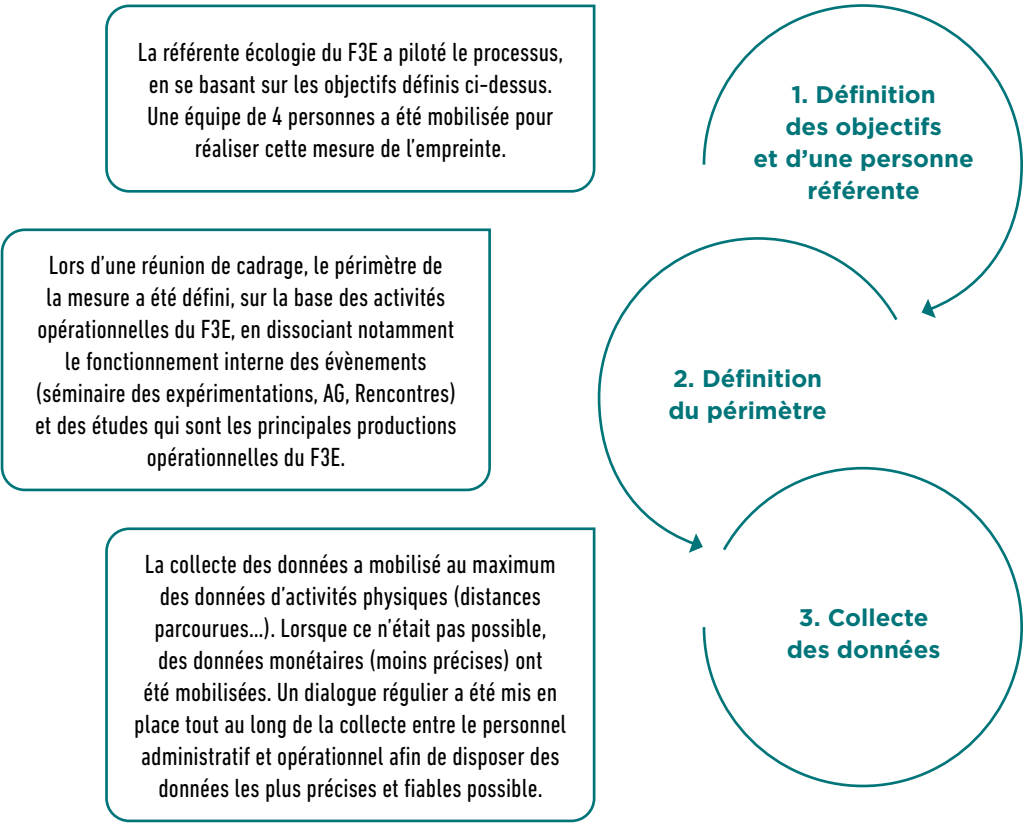 La référente écologie du F3E a piloté le processus,
en se basant sur les objectifs définis ci-dessus.
Une équipe de 4 personnes a été mobilisée pour
réaliser cette mesure de l'empreinte.
1. Définition
des objectifs
et d'une personne
référente
Lors d'une réunion de cadrage, le périmètre de
la mesure a été défini, sur la base des activités
opérationnelles du F3E, en dissociant notamment
le fonctionnement interne des évènements
(séminaire des expérimentations, AG, Rencontres)
et des études qui sont les principales productions
opérationnelles du F3E.
2. Définition
du périmètre
La collecte des données a mobilisé au maximum
des données d'activités physiques (distances
parcourues...). Lorsque ce n'était pas possible,
des données monétaires (moins précises) ont
été mobilisées. Un dialogue régulier a été mis en
place tout au long de la collecte entre le personnel
administratif et opérationnel afin de disposer des
données les plus précises et fiables possible.
3. Collecte
des données